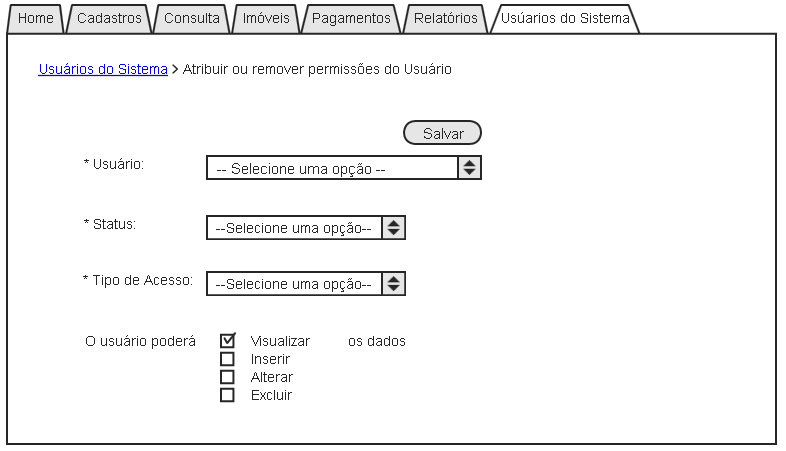 Home Cadastros Consulta Imóveis Pagamentos Relatórios Usúarios do Sistema
Usuários do Sistema > Atribuir ou remover permissões do Usuário
Salvar
* Usuário: -- Selecione uma opção --
* Status: --Selecione uma opção--
* Tipo de Acesso: --Selecione uma opção--
O usuário poderá Visualizar os dados
Inserir
Alterar
Excluir